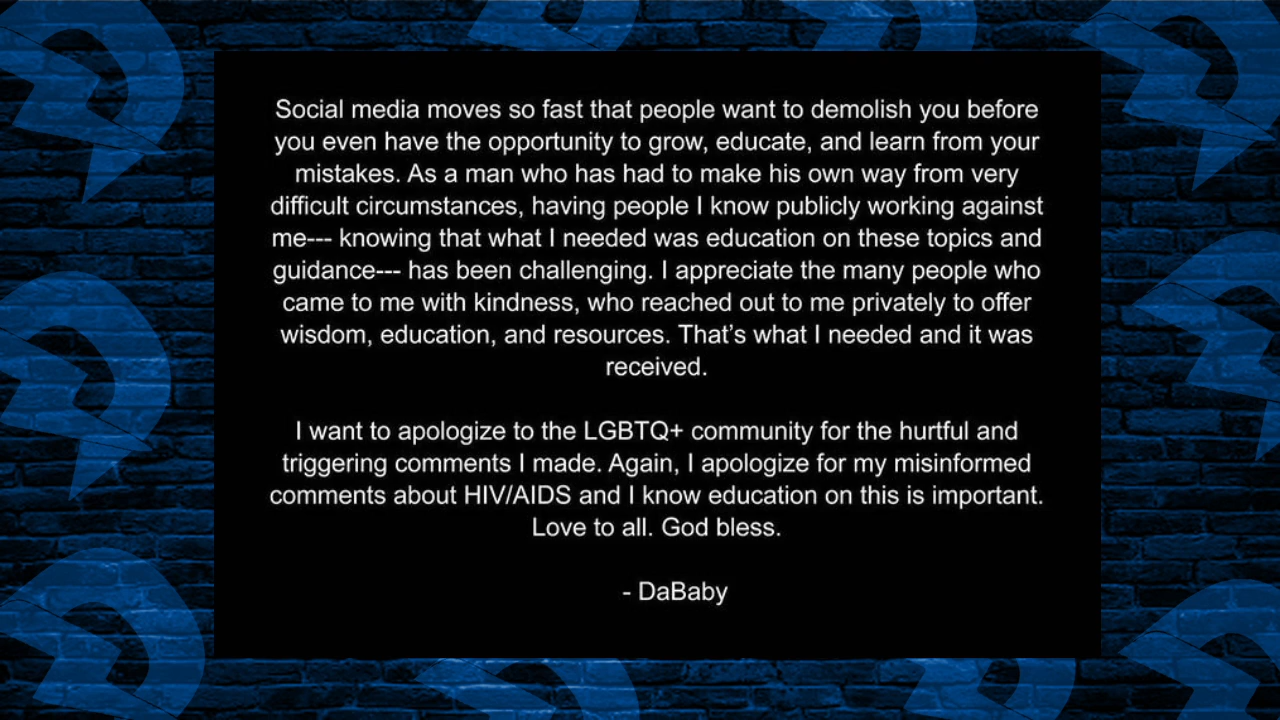 Social media moves so fast that people want to demolish you before
you even have the opportunity to grow, educate, and learn from your
mistakes. As a man who has had to make his own way from very
difficult circumstances, having people I know publicly working against
me--- knowing that what I needed was education on these topics and
guidance--- has been challenging. I appreciate the many people who
came to me with kindness, who reached out to me privately to offer
wisdom, education, and resources. That’s what I needed and it was
received.
I want to apologize to the LGBTQ+ community for the hurtful and
triggering comments I made. Again, I apologize for my misinformed
comments about HIV/AIDS and I know education on this is important.
Love to all. God bless.
- DaBaby